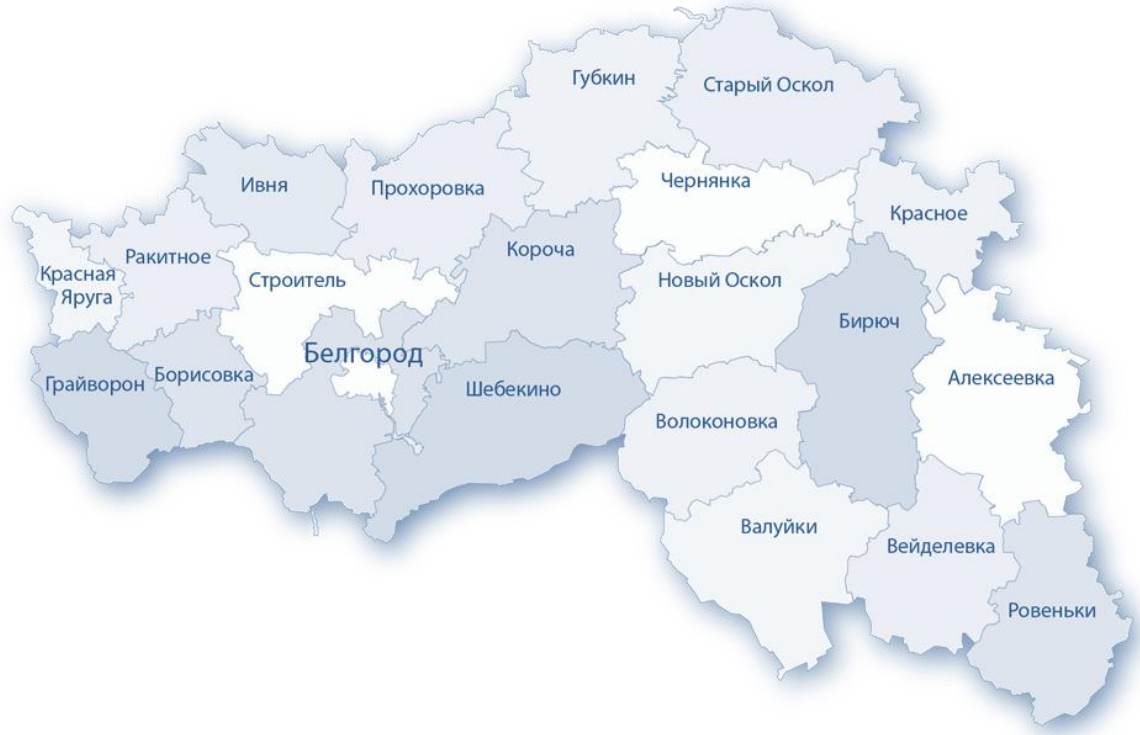 Губкин
Старый Оскол
Ивня
Прохоровка
Чернянка
Красное
Ракитное
Короча
Красная
Яруга
Строитель
Новый Оскол
Бирюч
Белгород
Грайворон
Борисовка
Шебекино
Алексеевка
Волоконовка
Валуйки
Вейделевка
Ровеньки